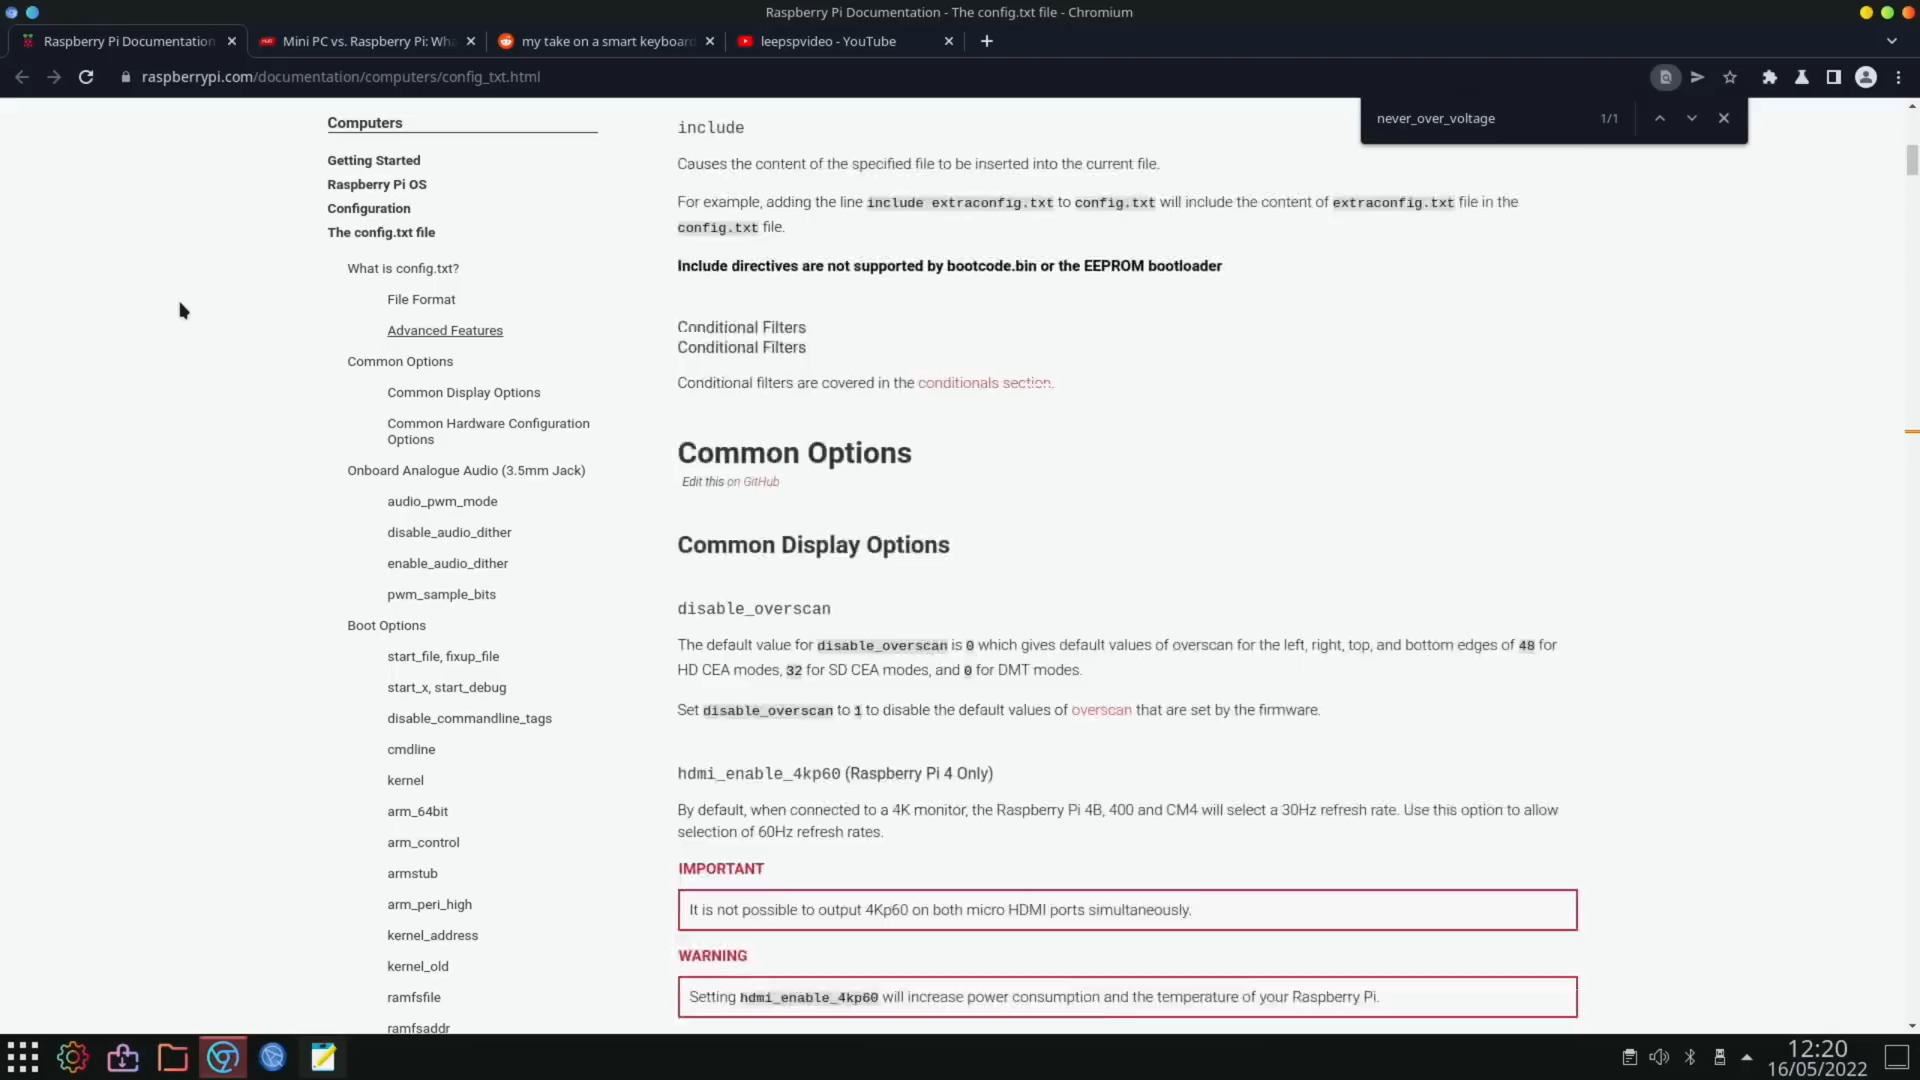 Raspberry Pi Documentation - The config.txt file - Chromium
Raspberry Pi Documentation
Mini PC vs. Raspberry Pi: Wha
my take on a smart keyboard
leepspvideo - YouTube
raspberrypi.com/documentation/computers/config_txt.html
never_over_voltage 1/1
Computers
Getting Started
Raspberry Pi OS
Configuration
The config.txt file
What is config.txt?
File Format
Advanced Features
Common Options
Common Display Options
Common Hardware Configuration
Options
Onboard Analogue Audio (3.5mm Jack)
audio_pwm_mode
disable_audio_dither
enable_audio_dither
pwm_sample_bits
Boot Options
start_file, fixup_file
start_x, start_debug
disable_commandline_tags
cmdline
kernel
arm_64bit
arm_control
armstub
arm_peri_high
kernel_address
kernel_old
ramfsfile
ramfsaddr
include
Causes the content of the specified file to be inserted into the current file.
For example, adding the line include extraconfig.txt to config.txt will include the content of extraconfig.txt file in the
config.txt file.
Include directives are not supported by bootcode.bin or the EEPROM bootloader
Conditional Filters
Conditional Filters
Conditional filters are covered in the conditionals section.
Common Options
Edit this on GitHub
Common Display Options
disable_overscan
The default value for disable_overscan is 0 which gives default values of overscan for the left, right, top, and bottom edges of 48 for
HD CEA modes, 32 for SD CEA modes, and 0 for DMT modes.
Set disable_overscan to 1 to disable the default values of overscan that are set by the firmware.
hdmi_enable_4kp60 (Raspberry Pi 4 Only)
By default, when connected to a 4K monitor, the Raspberry Pi 4B, 400 and CM4 will select a 30Hz refresh rate. Use this option to allow
selection of 60Hz refresh rates.
IMPORTANT
It is not possible to output 4Kp60 on both micro HDMI ports simultaneously.
WARNING
Setting hdmi_enable_4kp60 will increase power consumption and the temperature of your Raspberry Pi.
12:20
16/05/2022